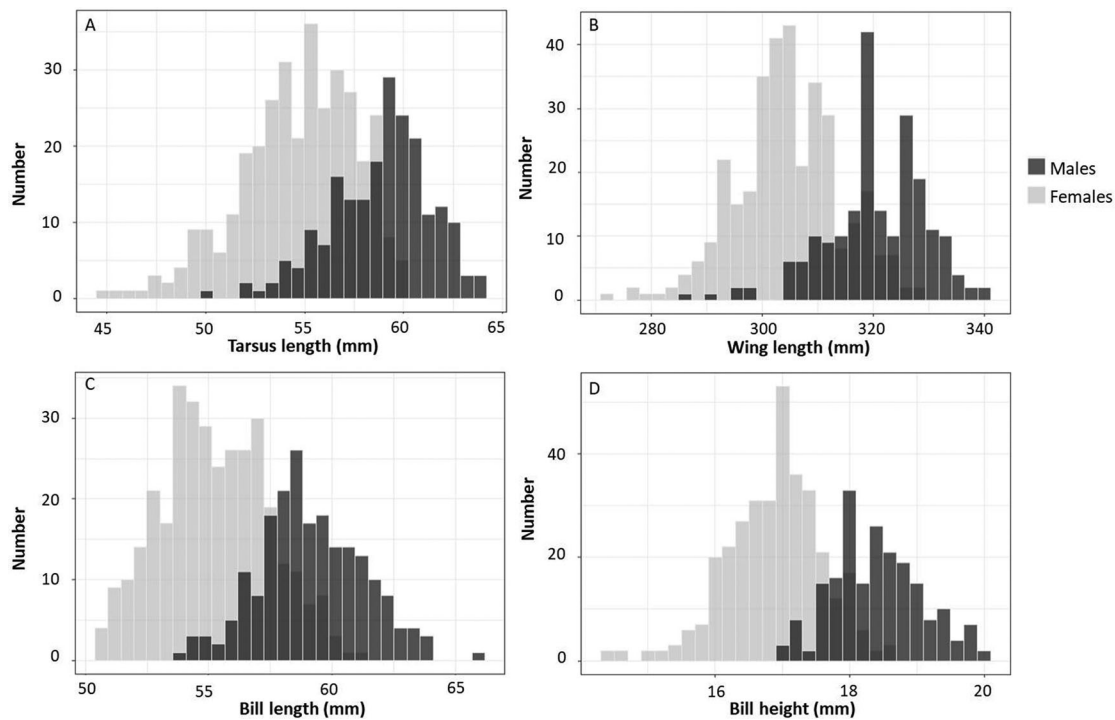 A
30
20
10
0
Number
45 50 55 60 65
Tarsus length (mm)
B
40
30
20
10
0
Number
280 300 320 340
Wing length (mm)
Males
Females
C
30
20
10
0
Number
50 55 60 65
Bill length (mm)
D
40
20
0
Number
16 18 20
Bill height (mm)